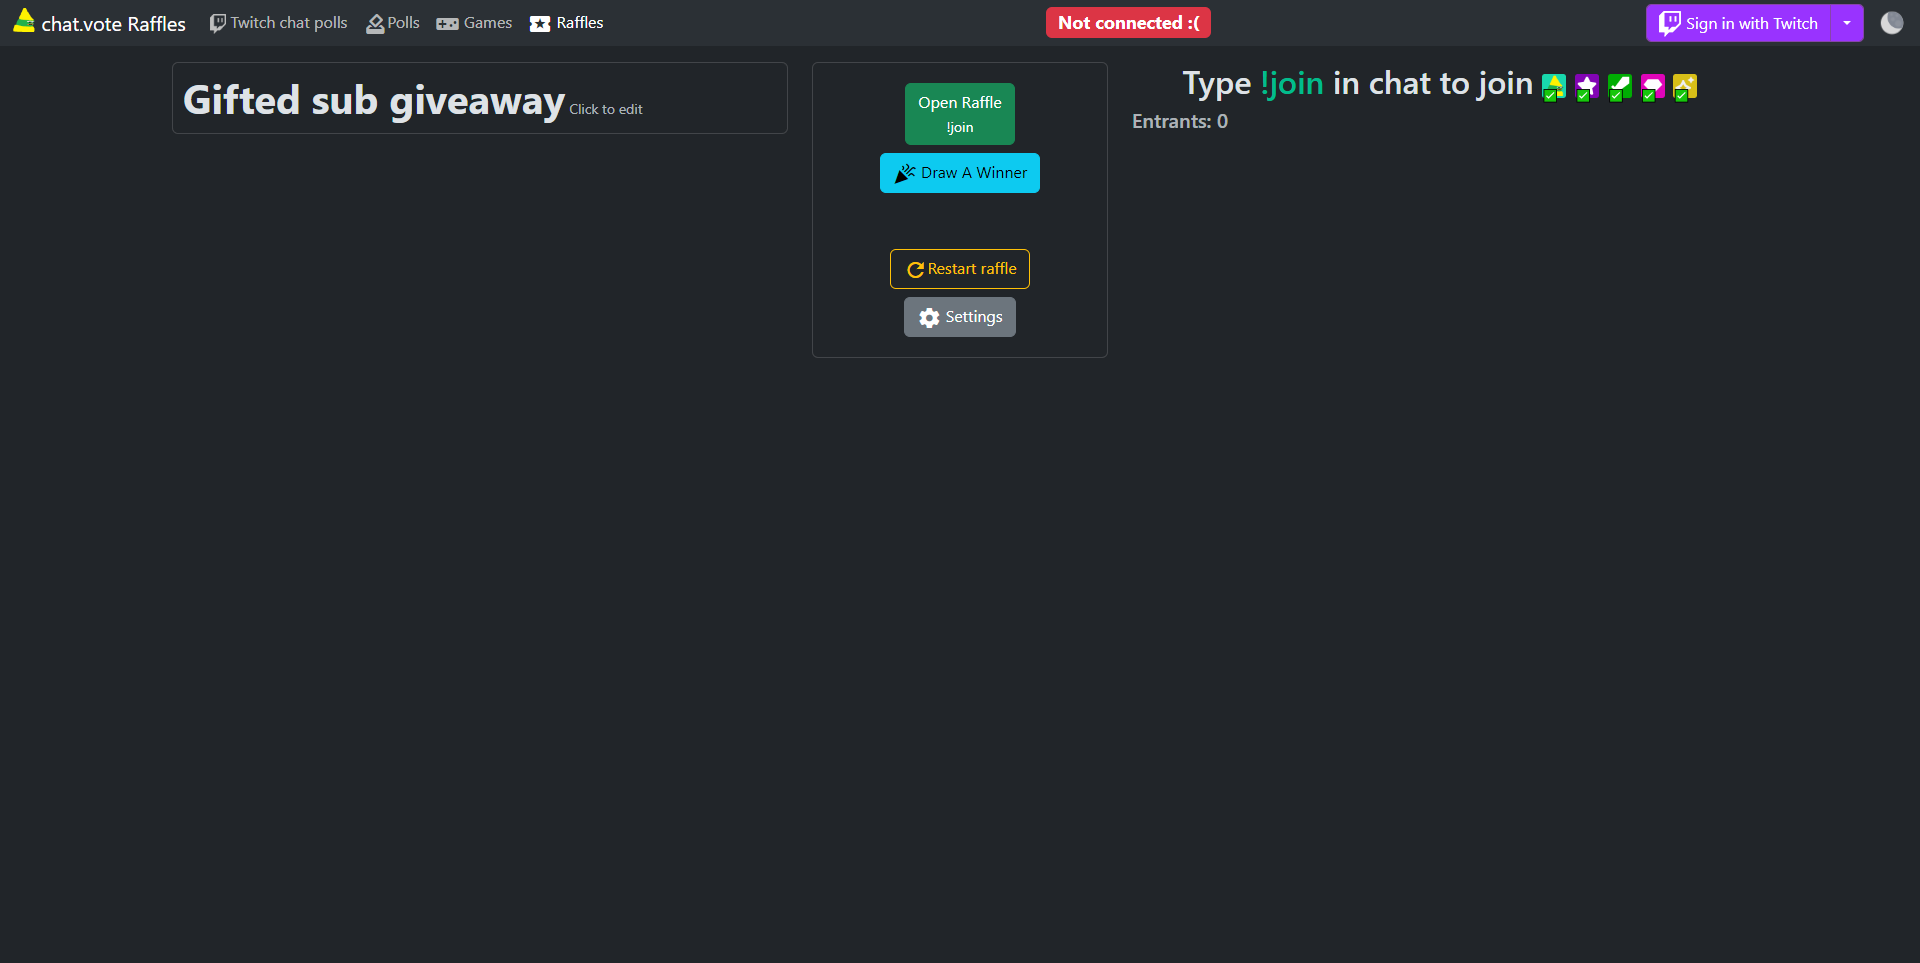 chat.vote Raffles
Twitch chat polls
Polls
Games
Raffles
Not connected :(
Sign in with Twitch
Gifted sub giveaway Click to edit
Open Raffle
!join
Draw A Winner
Restart raffle
Settings
Type !join in chat to join
Entrants: 0